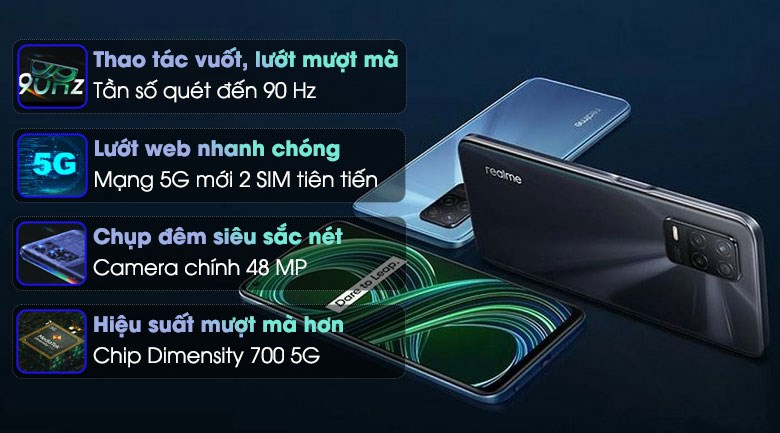 90Hz
Thao tác vuốt, lướt mượt mà
Tần số quét đến 90 Hz
5G
Lướt web nhanh chóng
Mạng 5G mới 2 SIM tiên tiến
Chụp đêm siêu sắc nét
Camera chính 48 MP
MEDIATEK
Hiệu suất mượt mà hơn
Chip Dimensity 700 5G
realme
realme
Dare to Leap.